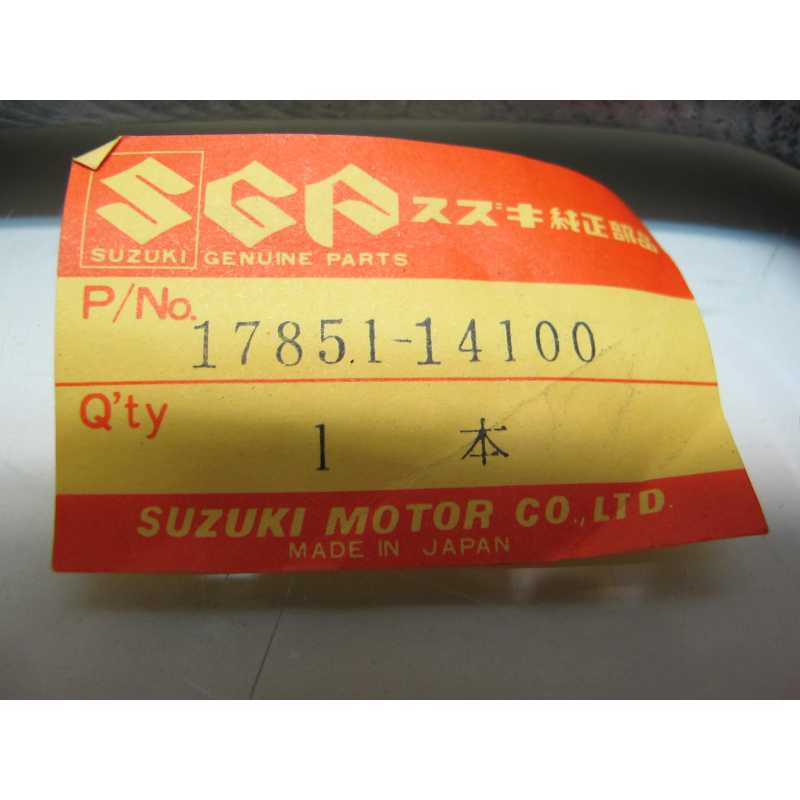 SGP スズキ純正部品
SUZUKI GENUINE PARTS
P/No. 17851-14100
Q'ty 1 本
SUZUKI MOTOR CO., LTD.
MADE IN JAPAN